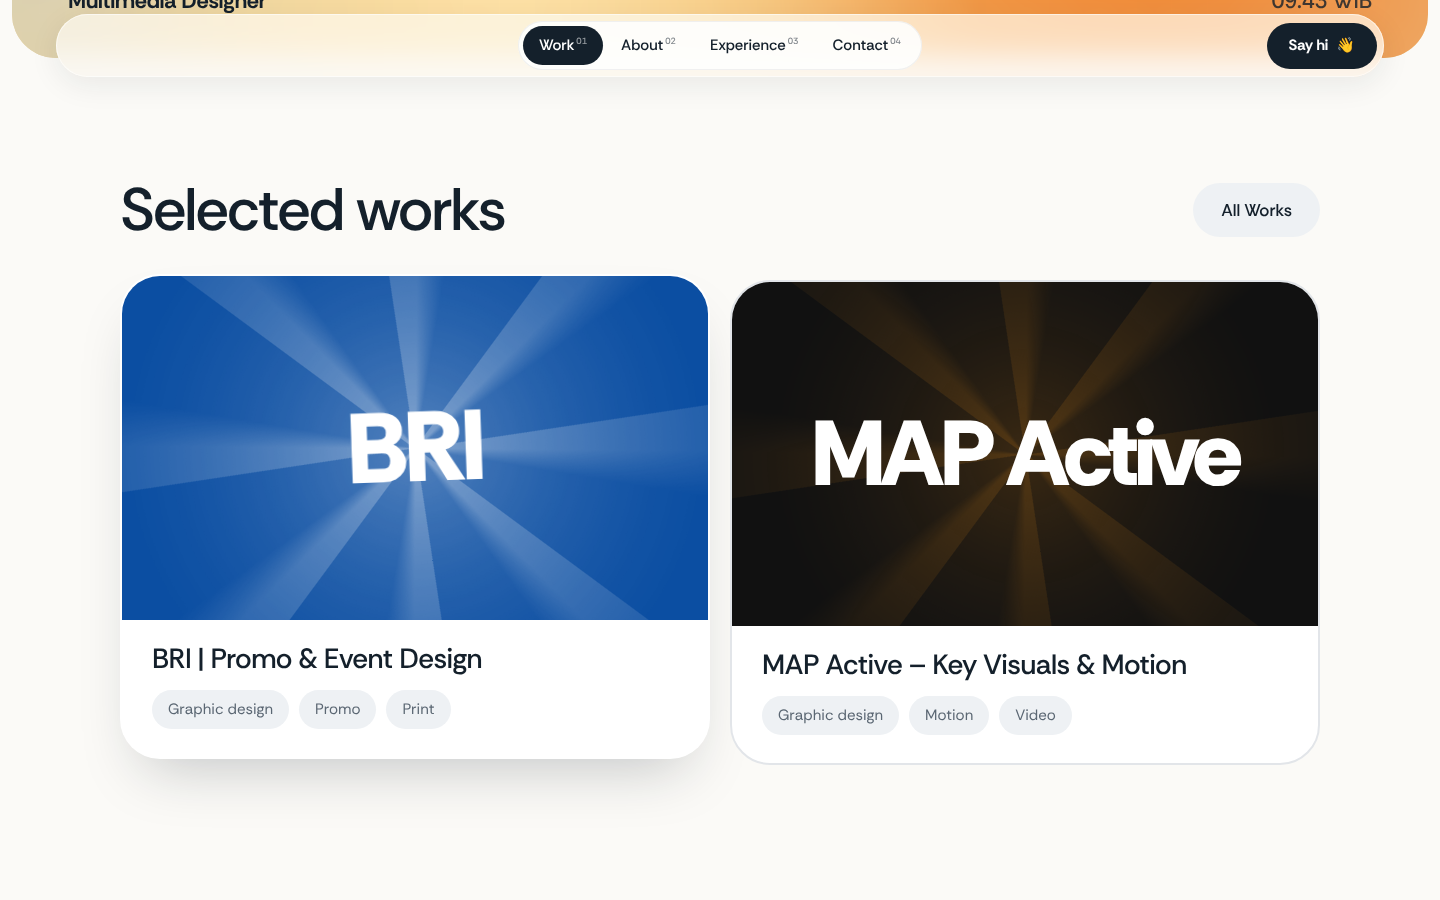 Multimedia Designer
09.43 WIB
Work 01
About 02
Experience 03
Contact 04
Say hi 👋
Selected works
All Works
BRI
MAP Active
BRI | Promo & Event Design
Graphic design
Promo
Print
MAP Active – Key Visuals & Motion
Graphic design
Motion
Video